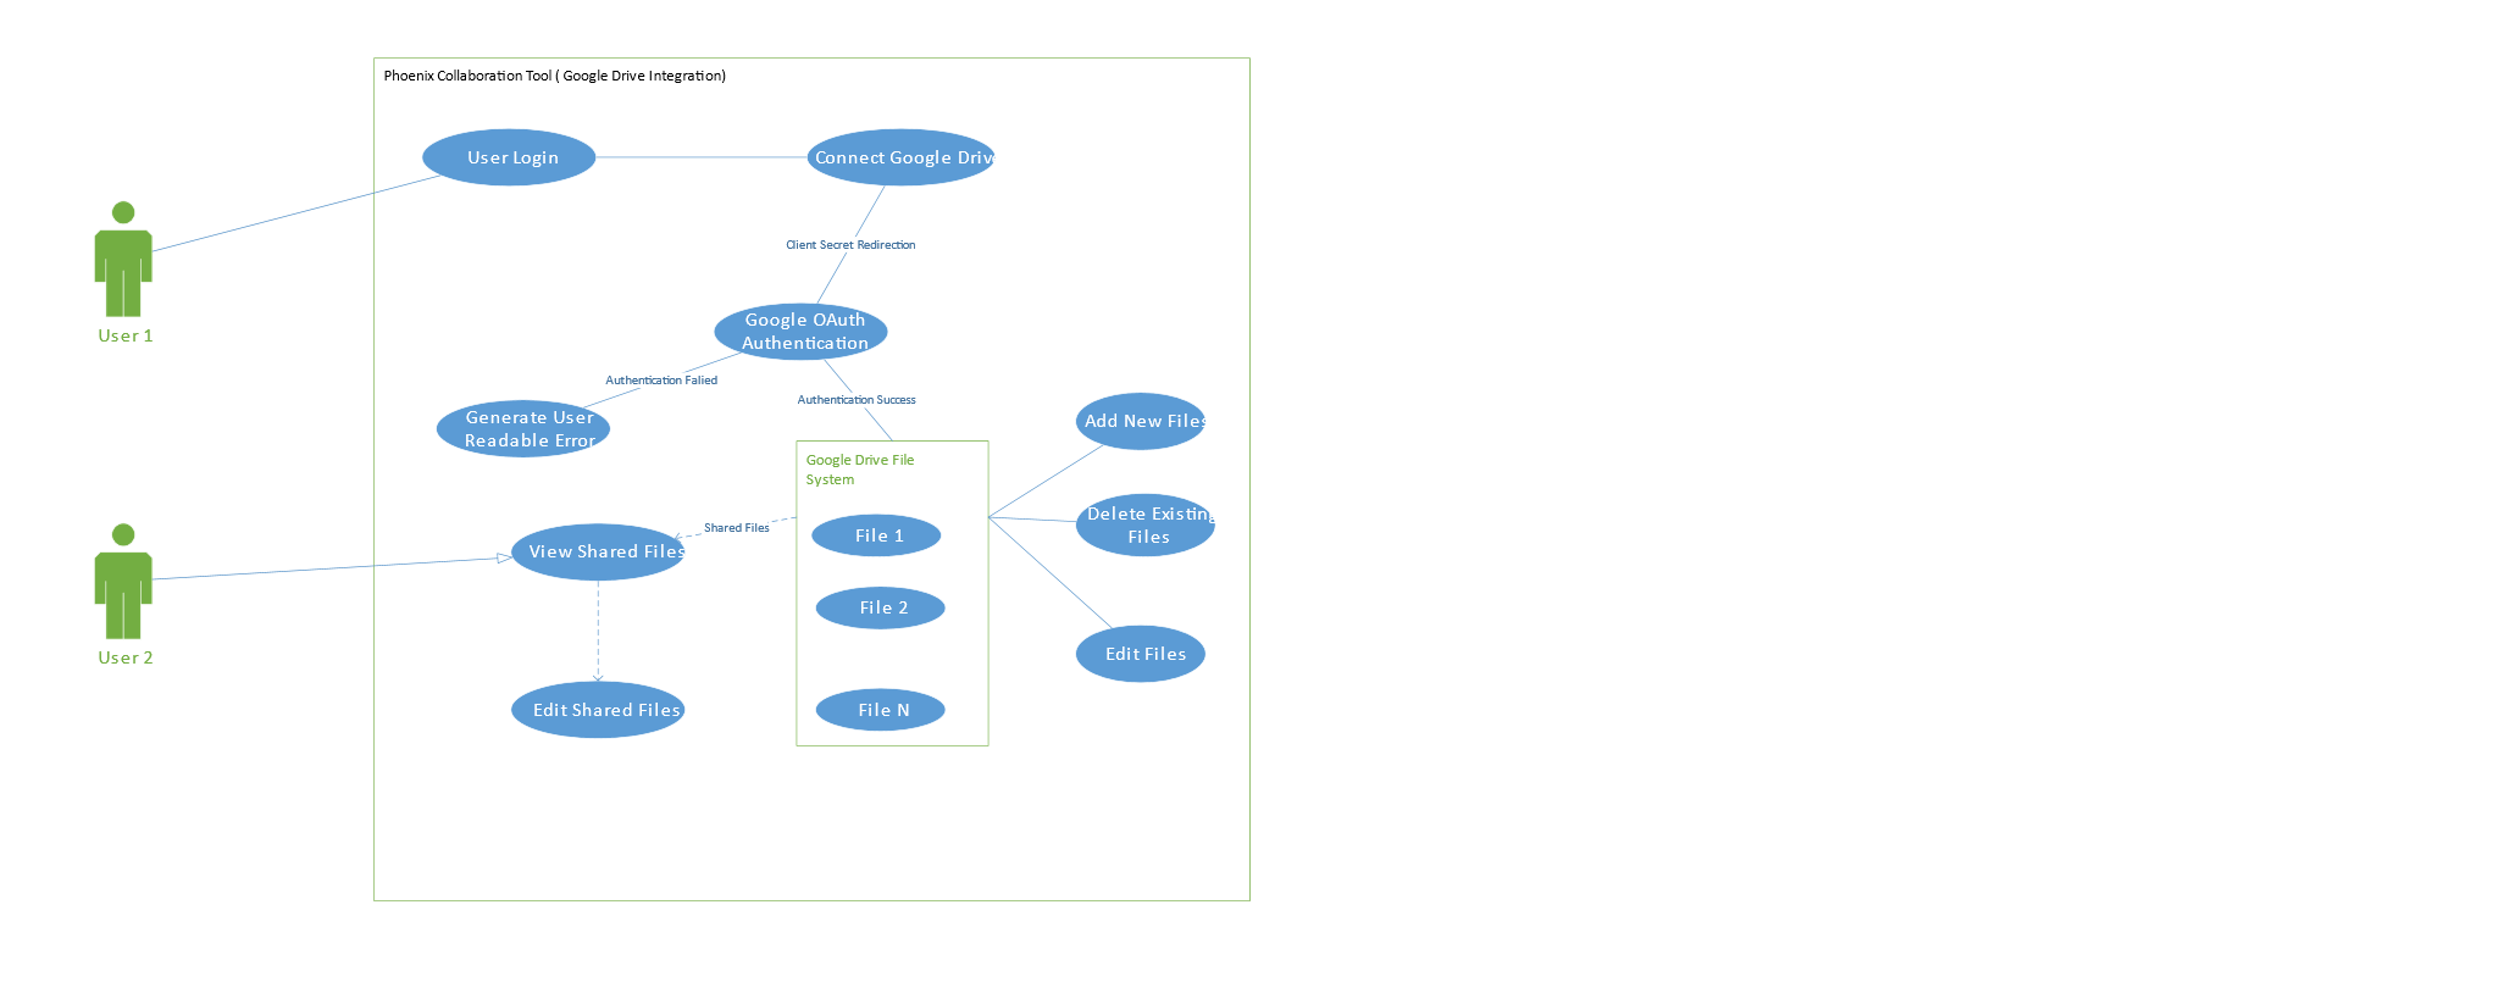 Phoenix Collaboration Tool ( Google Drive Integration)
User Login
Connect Google Driv
Client Secret Redirection
User 1
Google OAuth
Authentication
Authentication Falied
Authentication Success
Generate User
Readable Error
Add New Files
Google Drive File
System
Delete Existing
Files
Shared Files
File 1
View Shared Files
File 2
User 2
Edit Files
Edit Shared Files
File N